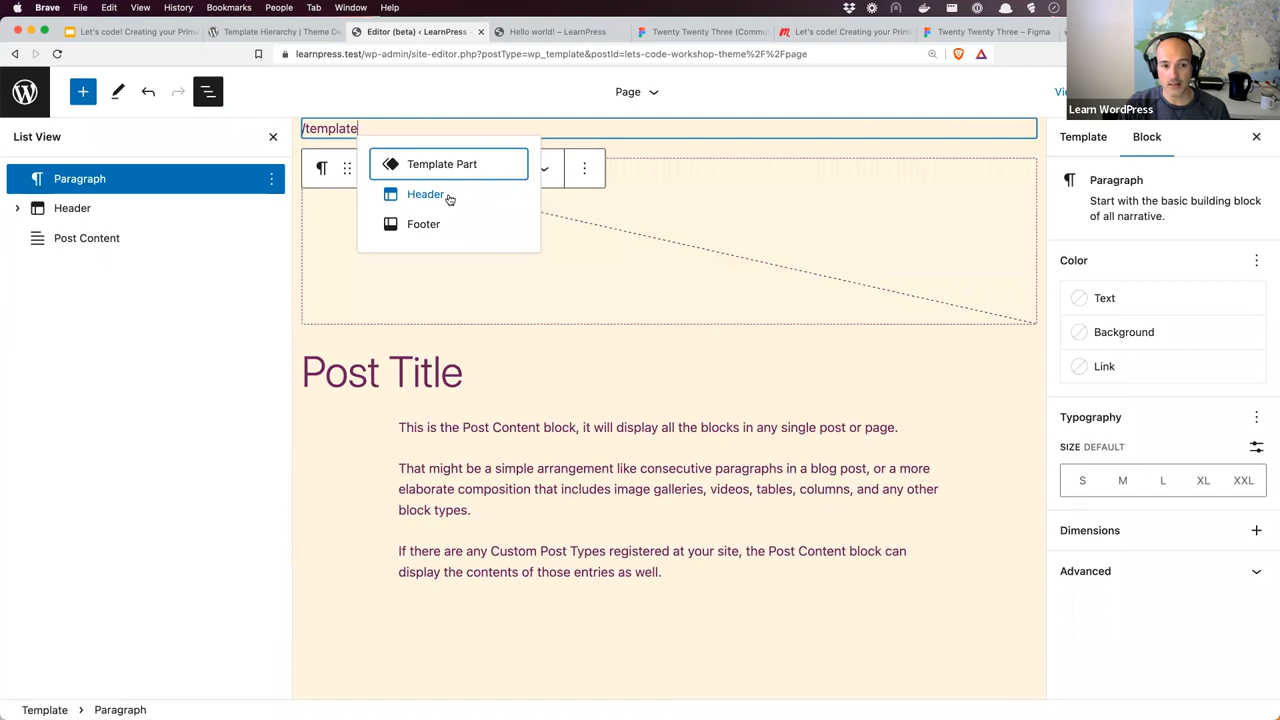 Brave File Edit View History Bookmarks People Tab Window Help
Let's code! Creating your Prim
Template Hierarchy | Theme D
Editor (beta) ‹ LearnPress
Hello world! – LearnPress
Twenty Twenty Three (Commu
Let's code! Creating your Prim
Twenty Twenty Three – Figma
learnpress.test/wp-admin/site-editor.php?postType=wp_template&postId=lets-code-workshop-theme%2F%2Fpage
Page
Learn WordPress
List View
Paragraph
Header
Post Content
/template
Template Part
Header
Footer
Post Title
This is the Post Content block, it will display all the blocks in any single post or page.
That might be a simple arrangement like consecutive paragraphs in a blog post, or a more
elaborate composition that includes image galleries, videos, tables, columns, and any other
block types.
If there are any Custom Post Types registered at your site, the Post Content block can
display the contents of those entries as well.
Template Block
Paragraph
Start with the basic building block
of all narrative.
Color
Text
Background
Link
Typography
SIZE DEFAULT
S M L XL XXL
Dimensions
Advanced
Template > Paragraph